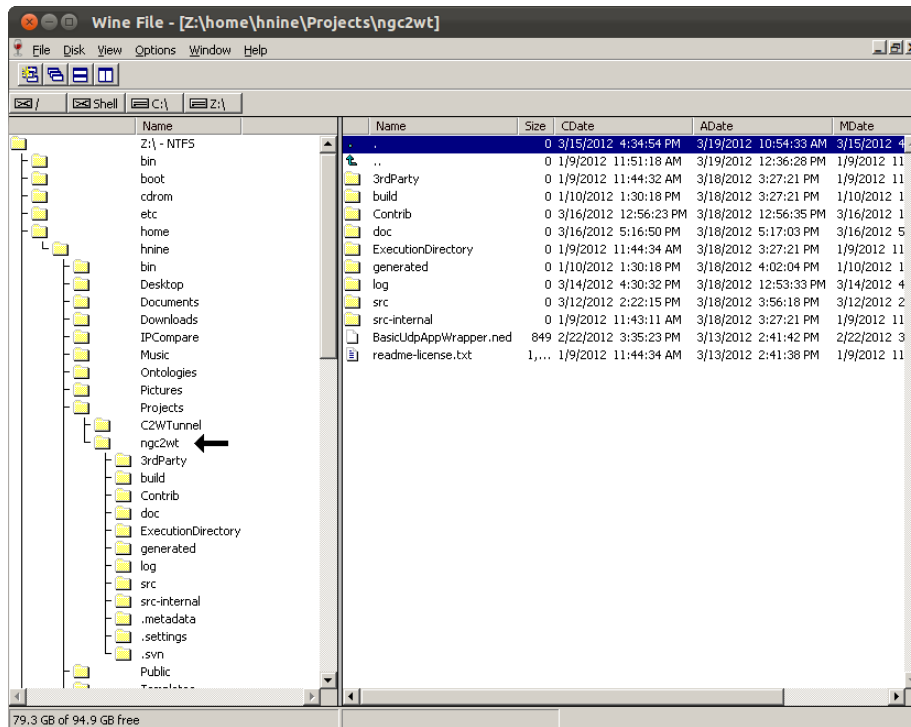 Wine File - [Z:\home\hnine\Projects\ngc2wt]
File Disk View Options Window Help
/ Shell C:\ Z:\
Name
Z:\ - NTFS
bin
boot
cdrom
etc
home
hnine
bin
Desktop
Documents
Downloads
IPCompare
Music
Ontologies
Pictures
Projects
C2WTunnel
ngc2wt
3rdParty
build
Contrib
doc
ExecutionDirectory
generated
log
src
src-internal
.metadata
.settings
.svn
Public
Templates
Name Size CDate ADate MDate
. 0 3/15/2012 4:34:54 PM 3/19/2012 10:54:33 AM 3/15/2012 4
.. 0 1/9/2012 11:51:18 AM 3/19/2012 12:36:28 PM 1/9/2012 11
3rdParty 0 1/9/2012 11:44:32 AM 3/18/2012 3:27:21 PM 1/9/2012 11
build 0 1/10/2012 1:30:18 PM 3/18/2012 3:27:21 PM 1/10/2012 1
Contrib 0 3/16/2012 12:56:23 PM 3/18/2012 12:56:35 PM 3/16/2012 1
doc 0 3/16/2012 5:16:50 PM 3/18/2012 5:17:03 PM 3/16/2012 5
ExecutionDirectory 0 1/9/2012 11:44:34 AM 3/18/2012 3:27:21 PM 1/9/2012 11
generated 0 1/10/2012 1:30:18 PM 3/18/2012 4:02:04 PM 1/10/2012 1
log 0 3/14/2012 4:30:32 PM 3/18/2012 12:53:33 PM 3/14/2012 4
src 0 3/12/2012 2:22:15 PM 3/18/2012 3:56:18 PM 3/12/2012 2
src-internal 0 1/9/2012 11:43:11 AM 3/18/2012 3:27:21 PM 1/9/2012 11
BasicUdpAppWrapper.ned 849 2/22/2012 3:35:23 PM 3/13/2012 2:41:42 PM 2/22/2012 3
readme-license.txt 1,... 1/9/2012 11:44:34 AM 3/13/2012 2:41:38 PM 1/9/2012 11
79.3 GB of 94.9 GB free